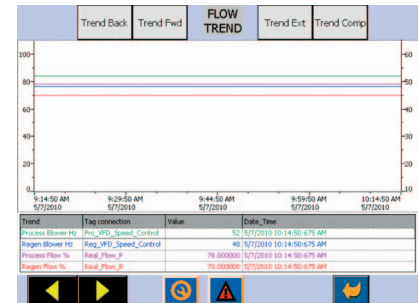 Trend Back Trend Fwd FLOW TREND Trend Ext Trend Comp
100 60
80 50
60 40
40 30
20 20
0 10
9:14:50 AM 9:29:50 AM 9:44:50 AM 9:59:50 AM 10:14:50 AM
5/7/2010 5/7/2010 5/7/2010 5/7/2010 5/7/2010
Trend Tag connection Value Date_Time
Process Blower Hz Pro_VFD_Speed_Control 52 5/7/2010 10:14:50:675 AM
Regen Blower Hz Reg_VFD_Speed_Control 48 5/7/2010 10:14:50:675 AM
Process Flow % Real_Flow_P 78.000000 5/7/2010 10:14:50:675 AM
Regen Flow % Real_Flow_R 70.000000 5/7/2010 10:14:50:675 AM